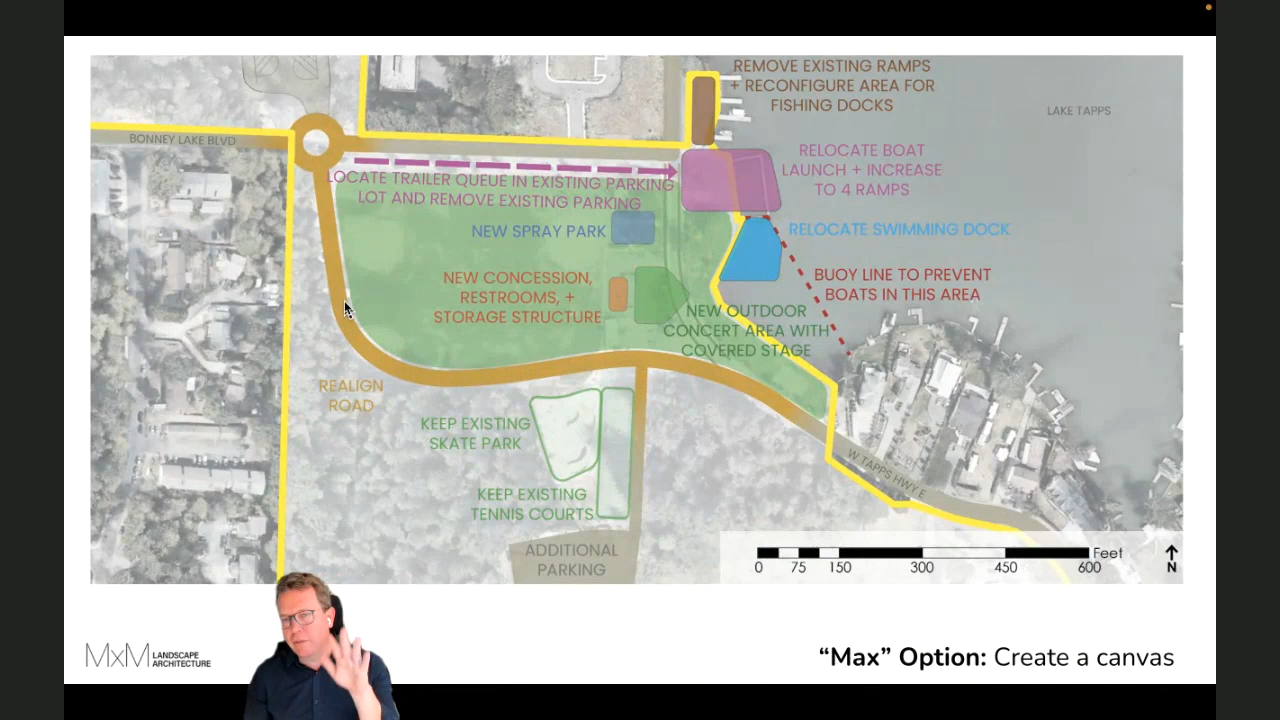 REMOVE EXISTING RAMPS
+ RECONFIGURE AREA FOR
FISHING DOCKS
LAKE TAPPS
BONNEY LAKE BLVD
RELOCATE BOAT
LAUNCH + INCREASE
TO 4 RAMPS
LOCATE TRAILER QUEUE IN EXISTING PARKING
LOT AND REMOVE EXISTING PARKING
NEW SPRAY PARK
RELOCATE SWIMMING DOCK
NEW CONCESSION,
RESTROOMS, +
STORAGE STRUCTURE
BUOY LINE TO PREVENT
BOATS IN THIS AREA
NEW OUTDOOR
CONCERT AREA WITH
COVERED STAGE
REALIGN
ROAD
KEEP EXISTING
SKATE PARK
W TAPPS HWY E
KEEP EXISTING
TENNIS COURTS
ADDITIONAL
PARKING
Feet
0 75 150 300 450 600
N
MxM LANDSCAPE
ARCHITECTURE
“Max” Option: Create a canvas